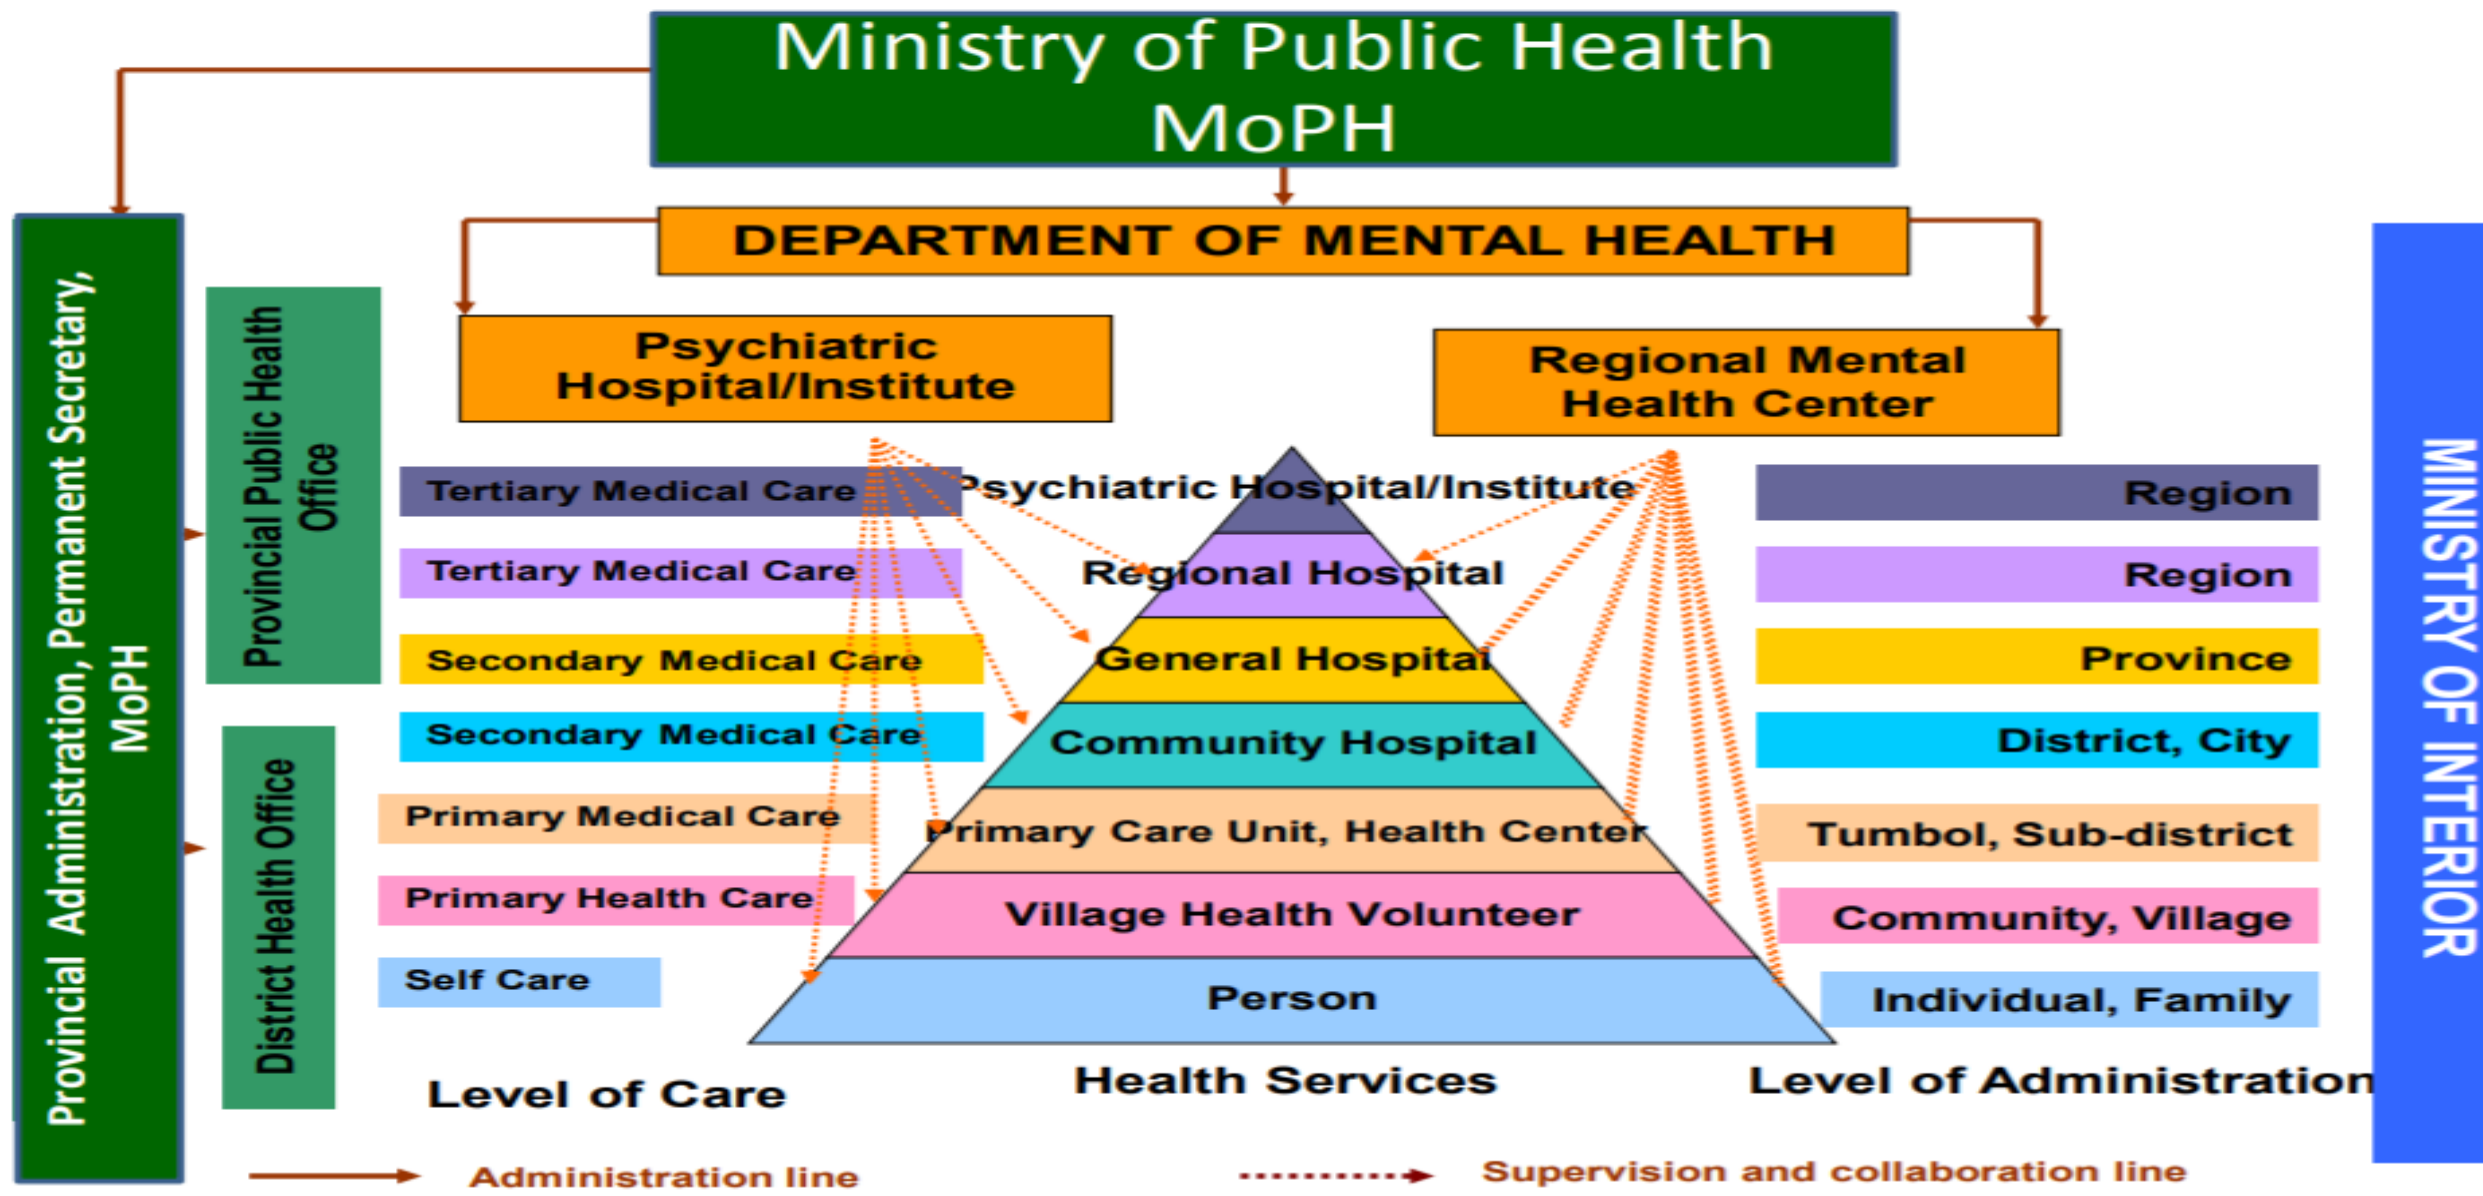 Ministry of Public Health
MoPH
DEPARTMENT OF MENTAL HEALTH
Psychiatric
Hospital/Institute
Regional Mental
Health Center
Provincial Administration, Permanent Secretary,
MoPH
Provincial Public Health
Office
District Health Office
Tertiary Medical Care
Psychiatric Hospital/Institute
Region
Tertiary Medical Care
Regional Hospital
Region
Secondary Medical Care
General Hospital
Province
Secondary Medical Care
Community Hospital
District, City
Primary Medical Care
Primary Care Unit, Health Center
Tumbol, Sub-district
Primary Health Care
Village Health Volunteer
Community, Village
Self Care
Person
Individual, Family
Level of Care
Health Services
Level of Administration
MINISTRY OF INTERIOR
Administration line
Supervision and collaboration line